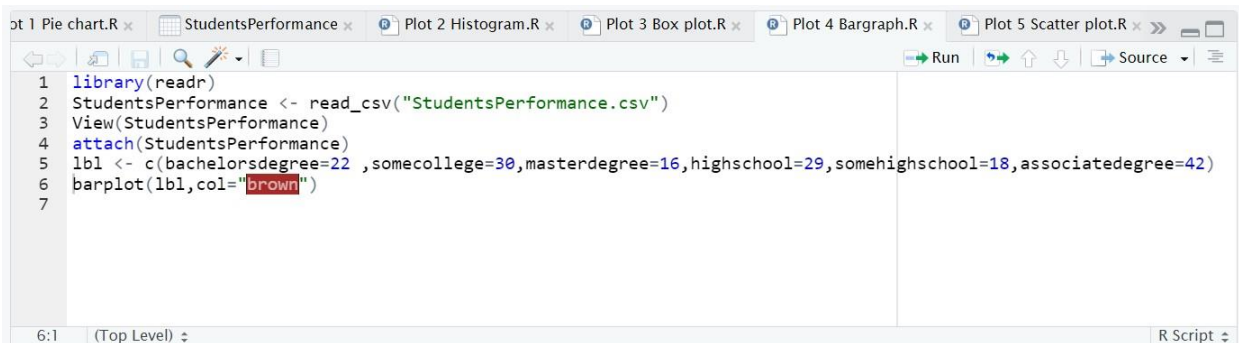 ot 1 Pie chart.R × StudentsPerformance × Plot 2 Histogram.R × Plot 3 Box plot.R × Plot 4 Bargraph.R × Plot 5 Scatter plot.R ×
Run Source
1 library(readr)
2 StudentsPerformance <- read_csv("StudentsPerformance.csv")
3 View(StudentsPerformance)
4 attach(StudentsPerformance)
5 lbl <- c(bachelorsdegree=22 ,somecollege=30,masterdegree=16,highschool=29,somehighschool=18,associatedegree=42)
6 barplot(lbl,col="brown")
7
6:1 (Top Level) R Script